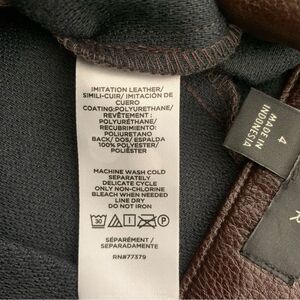 IMITATION LEATHER/
SIMILI-CUIR/ IMITACIÓN DE
CUERO
COATING:POLYURETHANE/
REVÊTEMENT :
POLYURÉTHANE/
RECUBRIMIENTO:
POLIURETANO
BACK/ DOS/ ESPALDA
100% POLYESTER/
POLIÉSTER
MACHINE WASH COLD
SEPARATELY
DELICATE CYCLE
ONLY NON-CHLORINE
BLEACH WHEN NEEDED
LINE DRY
DO NOT IRON
30
SÉPARÉMENT /
SEPARADAMENTE
RN#77379
4
MADE IN
INDONESIA
R